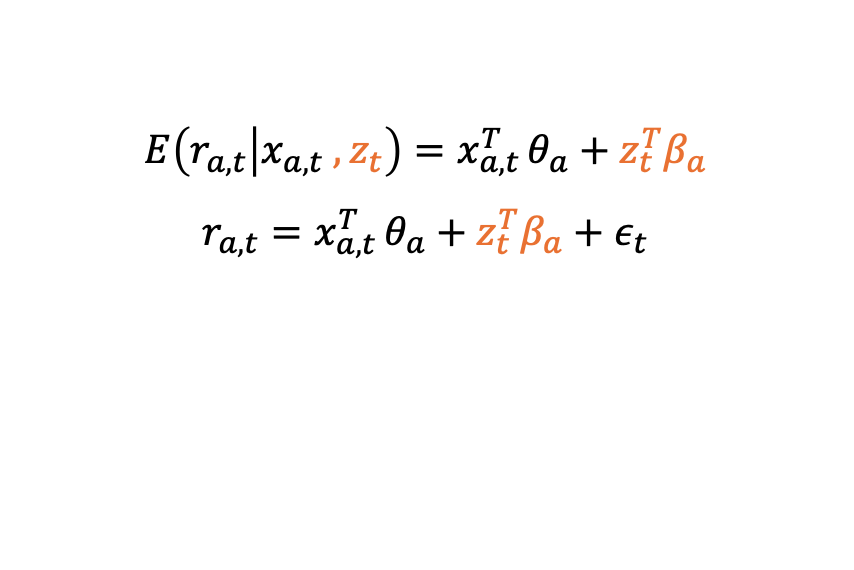 E(r_{a,t}|x_{a,t}, z_t) = x_{a,t}^T θ_a + z_t^T β_a
r_{a,t} = x_{a,t}^T θ_a + z_t^T β_a + ϵ_t